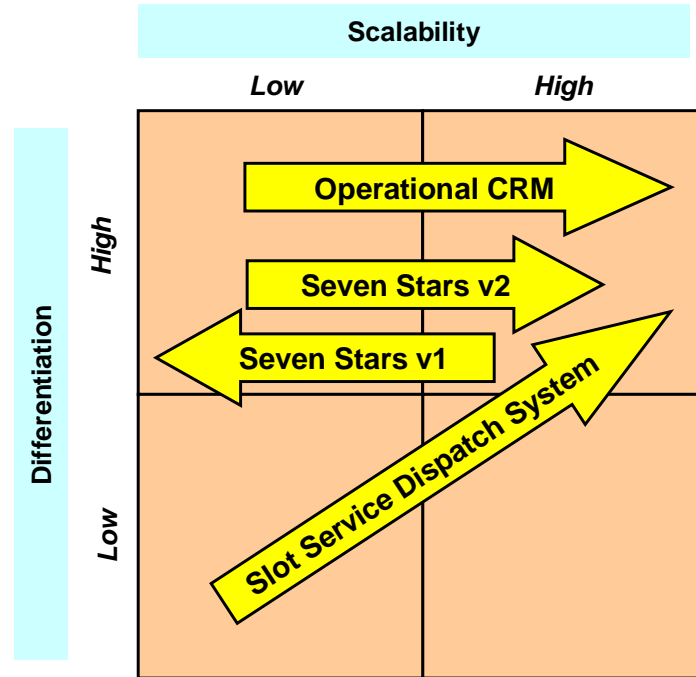 Scalability
Low
High
Differentiation
High
Low
Operational CRM
Seven Stars v2
Seven Stars v1
Slot Service Dispatch System